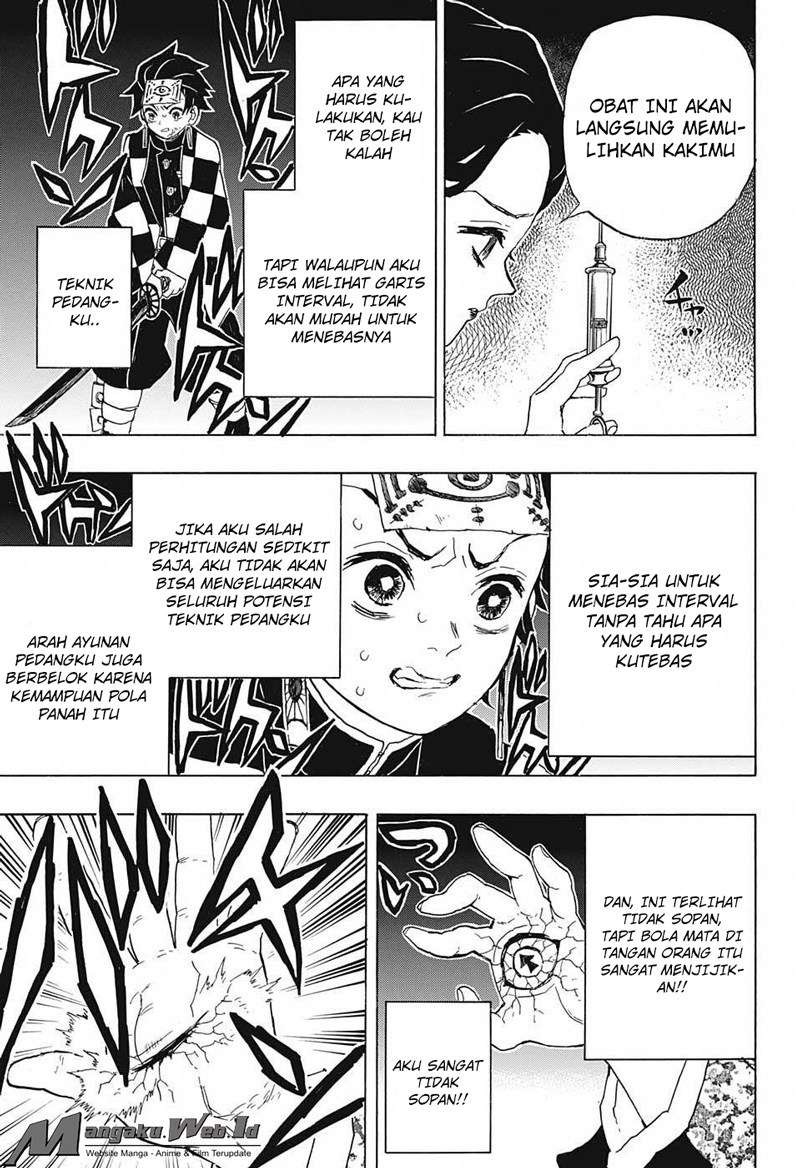 OBAT INI AKAN
LANGSUNG MEMU-
LIHKAN KAKIMU
APA YANG
HARUS KU-
LAKUKAN, KAU
TAK BOLEH
KALAH
TAPI WALAUPUN AKU
BISA MELIHAT GARIS
INTERVAL, TIDAK
AKAN MUDAH UNTUK
MENEBASNYA
TEKNIK
PEDANG-
KU..
SIA-SIA UNTUK
MENEBAS INTERVAL
TANPA TAHU APA
YANG HARUS
KUTEBAS
JIKA AKU SALAH
PERHITUNGAN SEDIKIT
SAJA, AKU TIDAK AKAN
BISA MENGELUARKAN
SELURUH POTENSI
TEKNIK PEDANGKU
ARAH AYUNAN
PEDANGKU JUGA
BERBELOK KARENA
KEMAMPUAN POLA
PANAH ITU
DAN, INI TERLIHAT
TIDAK SOPAN,
TAPI BOLA MATA DI
TANGAN ORANG ITU
SANGAT MENJIJIK-
AN!!
AKU SANGAT
TIDAK
SOPAN!!
Mangaku.Web.Id
Website Manga - Anime & Film Terupdate